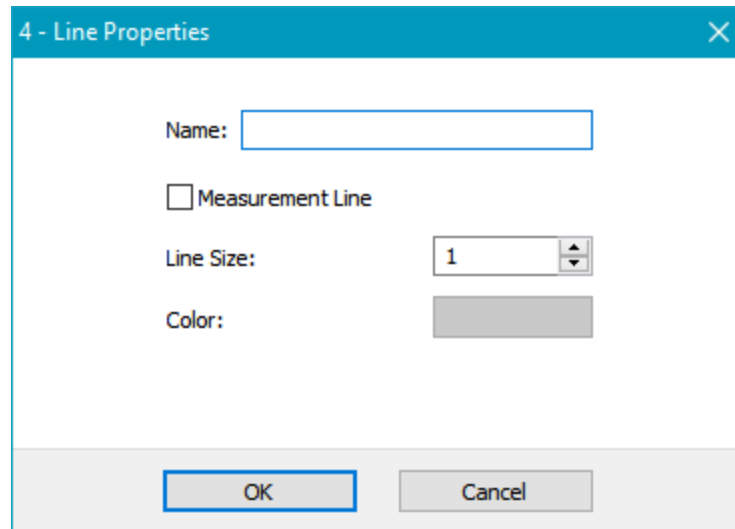 4 - Line Properties
Name:
Measurement Line
Line Size: 1
Color:
OK Cancel